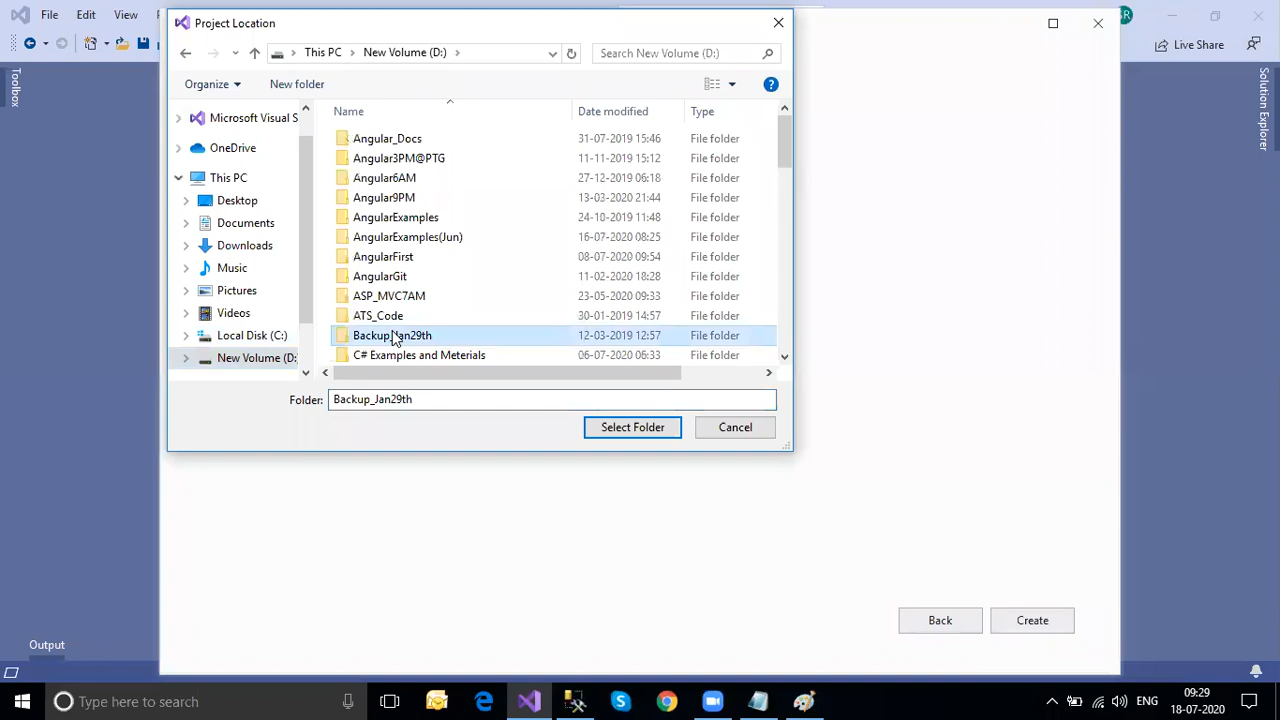 Project Location
File Edit View
Live Share
This PC New Volume (D:)
Search New Volume (D:)
Organize
New folder
Name Date modified Type
Angular_Docs 31-07-2019 15:46 File folder
Angular3PM@PTG 11-11-2019 15:12 File folder
Angular6AM 27-12-2019 06:18 File folder
Angular9PM 13-03-2020 21:44 File folder
AngularExamples 24-10-2019 11:48 File folder
AngularExamples(Jun) 16-07-2020 08:25 File folder
AngularFirst 08-07-2020 09:54 File folder
AngularGit 11-02-2020 18:28 File folder
ASP_MVC7AM 23-05-2020 09:33 File folder
ATS_Code 30-01-2019 14:57 File folder
Backup_Jan29th 12-03-2019 12:57 File folder
C# Examples and Meterials 06-07-2020 06:33 File folder
Microsoft Visual S
OneDrive
This PC
Desktop
Documents
Downloads
Music
Pictures
Videos
Local Disk (C:)
New Volume (D:
Folder: Backup_Jan29th
Select Folder
Cancel
Toolbox
Solution Explorer
Back
Create
Output
Type here to search
ENG
09:29
18-07-2020